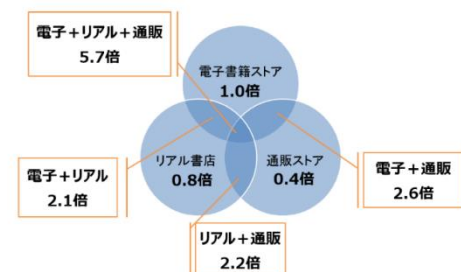 電子＋リアル＋通販
5.7倍
電子書籍ストア
1.0倍
リアル書店
0.8倍
通販ストア
0.4倍
電子＋リアル
2.1倍
電子＋通販
2.6倍
リアル＋通販
2.2倍